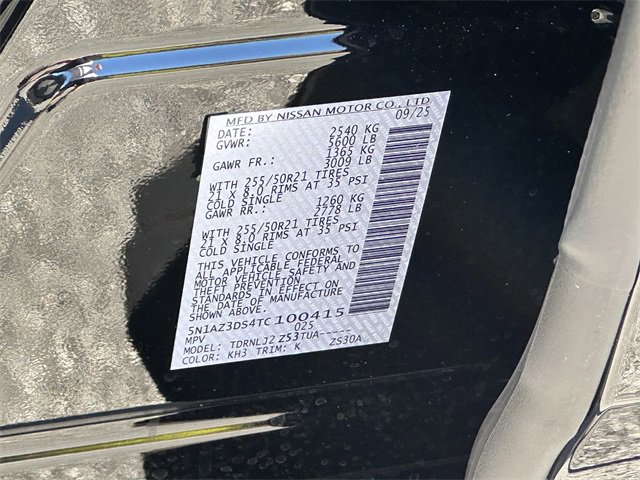 MFD BY NISSAN MOTOR CO., LTD
DATE: 09/25
GVWR: 2540 KG
5600 LB
GAWR FR.: 1365 KG
3009 LB
WITH 255/50R21 TIRES
21 X 8.0 RIMS AT 35 PSI
COLD SINGLE
GAWR RR.: 1260 KG
2778 LB
WITH 255/50R21 TIRES
21 X 8.0 RIMS AT 35 PSI
COLD SINGLE
THIS VEHICLE CONFORMS TO
ALL APPLICABLE FEDERAL
MOTOR VEHICLE SAFETY AND
THEFT PREVENTION
STANDARDS IN EFFECT ON
THE DATE OF MANUFACTURE
SHOWN ABOVE.
5N1AZ3DS4TC100415
MPV 025
MODEL: TDRNLJ2 Z53TUA-----
COLOR: KH3 TRIM: K ZS30A